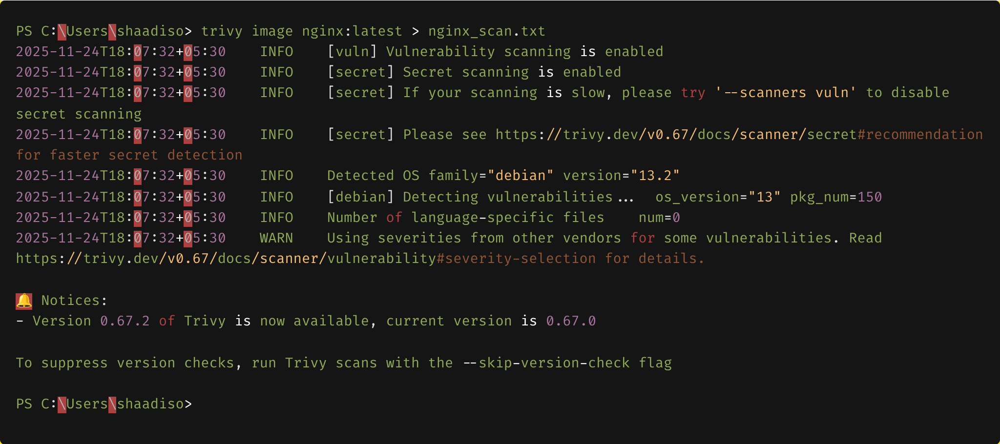 PS C:\Users\shaadiso> trivy image nginx:latest > nginx_scan.txt
2025-11-24T18:07:32+05:30    INFO    [vuln] Vulnerability scanning is enabled
2025-11-24T18:07:32+05:30    INFO    [secret] Secret scanning is enabled
2025-11-24T18:07:32+05:30    INFO    [secret] If your scanning is slow, please try '--scanners vuln' to disable
secret scanning
2025-11-24T18:07:32+05:30    INFO    [secret] Please see https://trivy.dev/v0.67/docs/scanner/secret#recommendation
for faster secret detection
2025-11-24T18:07:32+05:30    INFO    Detected OS family="debian" version="13.2"
2025-11-24T18:07:32+05:30    INFO    [debian] Detecting vulnerabilities...  os_version="13" pkg_num=150
2025-11-24T18:07:32+05:30    INFO    Number of language-specific files    num=0
2025-11-24T18:07:32+05:30    WARN    Using severities from other vendors for some vulnerabilities. Read
https://trivy.dev/v0.67/docs/scanner/vulnerability#severity-selection for details.
🔔 Notices:
- Version 0.67.2 of Trivy is now available, current version is 0.67.0
To suppress version checks, run Trivy scans with the --skip-version-check flag
PS C:\Users\shaadiso>